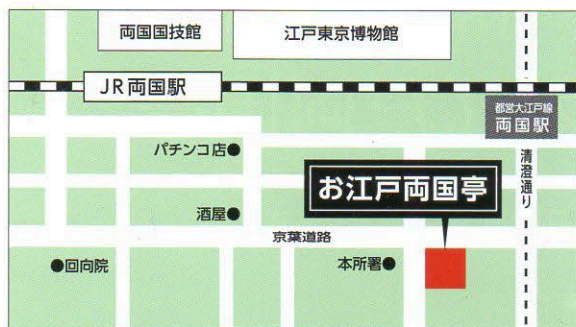 両国国技館
江戸東京博物館
JR両国駅
都営大江戸線
両国駅
パチンコ店
清澄通り
お江戸両国亭
酒屋
京葉道路
回向院
本所署